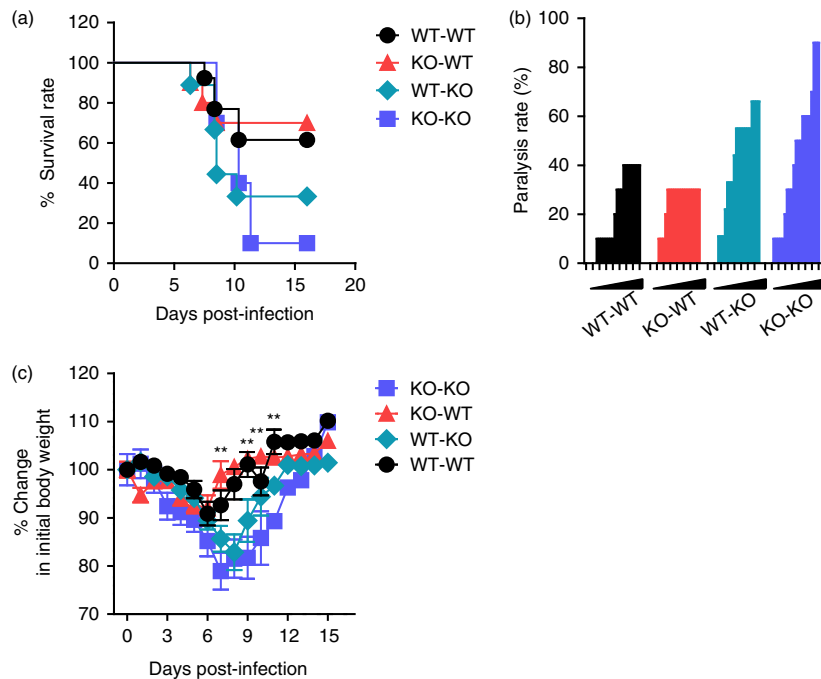 (a)
120
100
80
60
40
20
0
% Survival rate
0 5 10 15 20
Days post-infection
WT-WT
KO-WT
WT-KO
KO-KO
(b)
100
80
60
40
20
0
Paralysis rate (%)
WT-WT
KO-WT
WT-KO
KO-KO
(c)
120
110
100
90
80
70
% Change
in initial body weight
**
**
**
**
0 3 6 9 12 15
Days post-infection
KO-KO
KO-WT
WT-KO
WT-WT